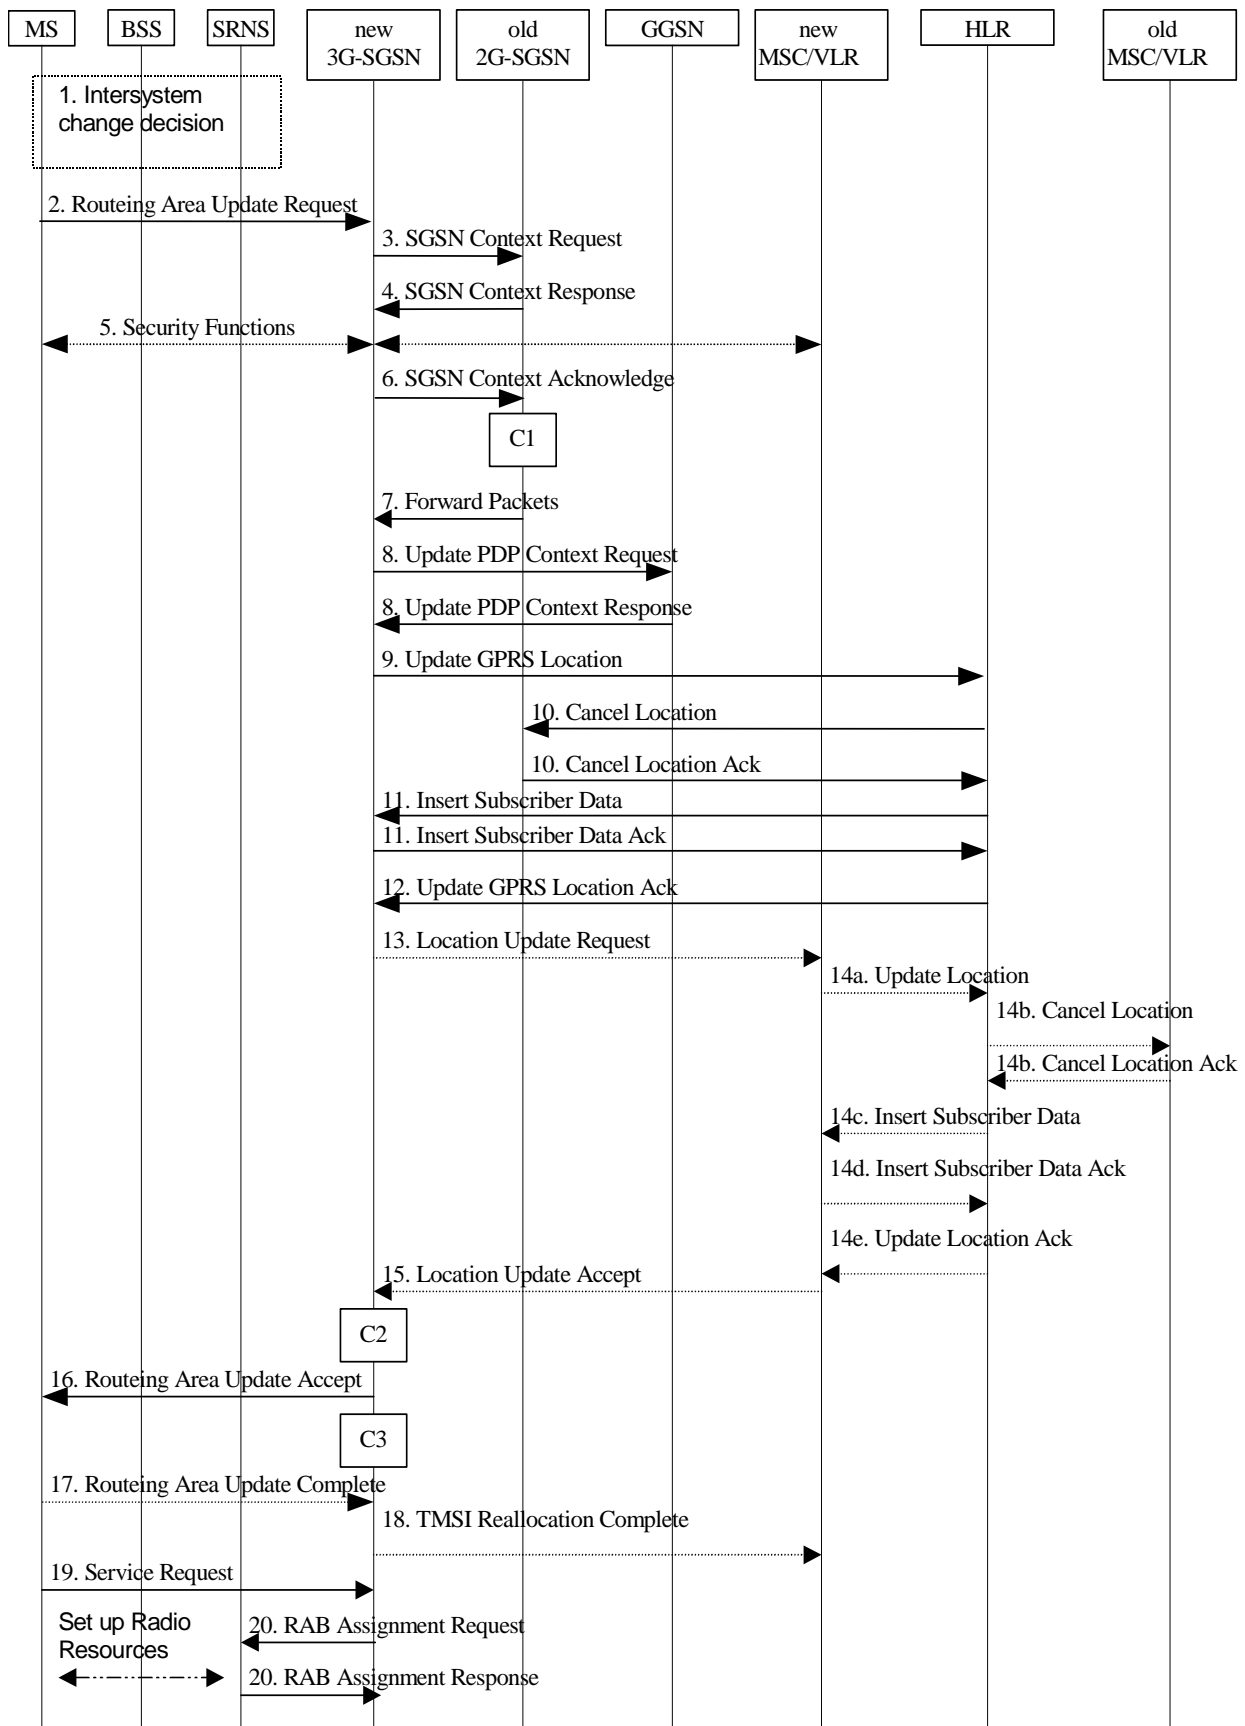 MS BSS SRNS new old GGSN new HLR old
3G-SGSN 2G-SGSN MSC/VLR MSC/VLR
1. Intersystem
change decision
2. Routeing Area Update Request
3. SGSN Context Request
4. SGSN Context Response
5. Security Functions
6. SGSN Context Acknowledge
C1
7. Forward Packets
8. Update PDP Context Request
8. Update PDP Context Response
9. Update GPRS Location
10. Cancel Location
10. Cancel Location Ack
11. Insert Subscriber Data
11. Insert Subscriber Data Ack
12. Update GPRS Location Ack
13. Location Update Request
14a. Update Location
14b. Cancel Location
14b. Cancel Location Ack
14c. Insert Subscriber Data
14d. Insert Subscriber Data Ack
14e. Update Location Ack
15. Location Update Accept
C2
16. Routeing Area Update Accept
C3
17. Routeing Area Update Complete
18. TMSI Reallocation Complete
19. Service Request
Set up Radio
Resources
20. RAB Assignment Request
20. RAB Assignment Response